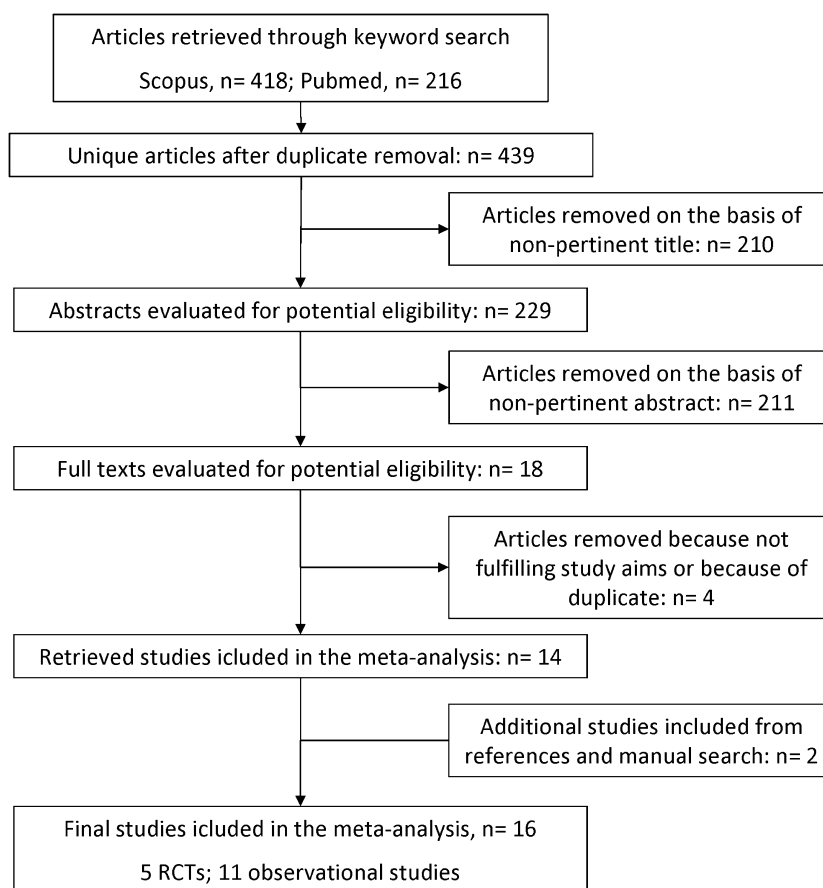 Articles retrieved through keyword search
Scopus, n= 418; Pubmed, n= 216
Unique articles after duplicate removal: n= 439
Articles removed on the basis of
non-pertinent title: n= 210
Abstracts evaluated for potential eligibility: n= 229
Articles removed on the basis of
non-pertinent abstract: n= 211
Full texts evaluated for potential eligibility: n= 18
Articles removed because not
fulfilling study aims or because of
duplicate: n= 4
Retrieved studies icluded in the meta-analysis: n= 14
Additional studies included from
references and manual search: n= 2
Final studies icluded in the meta-analysis, n= 16
5 RCTs; 11 observational studies